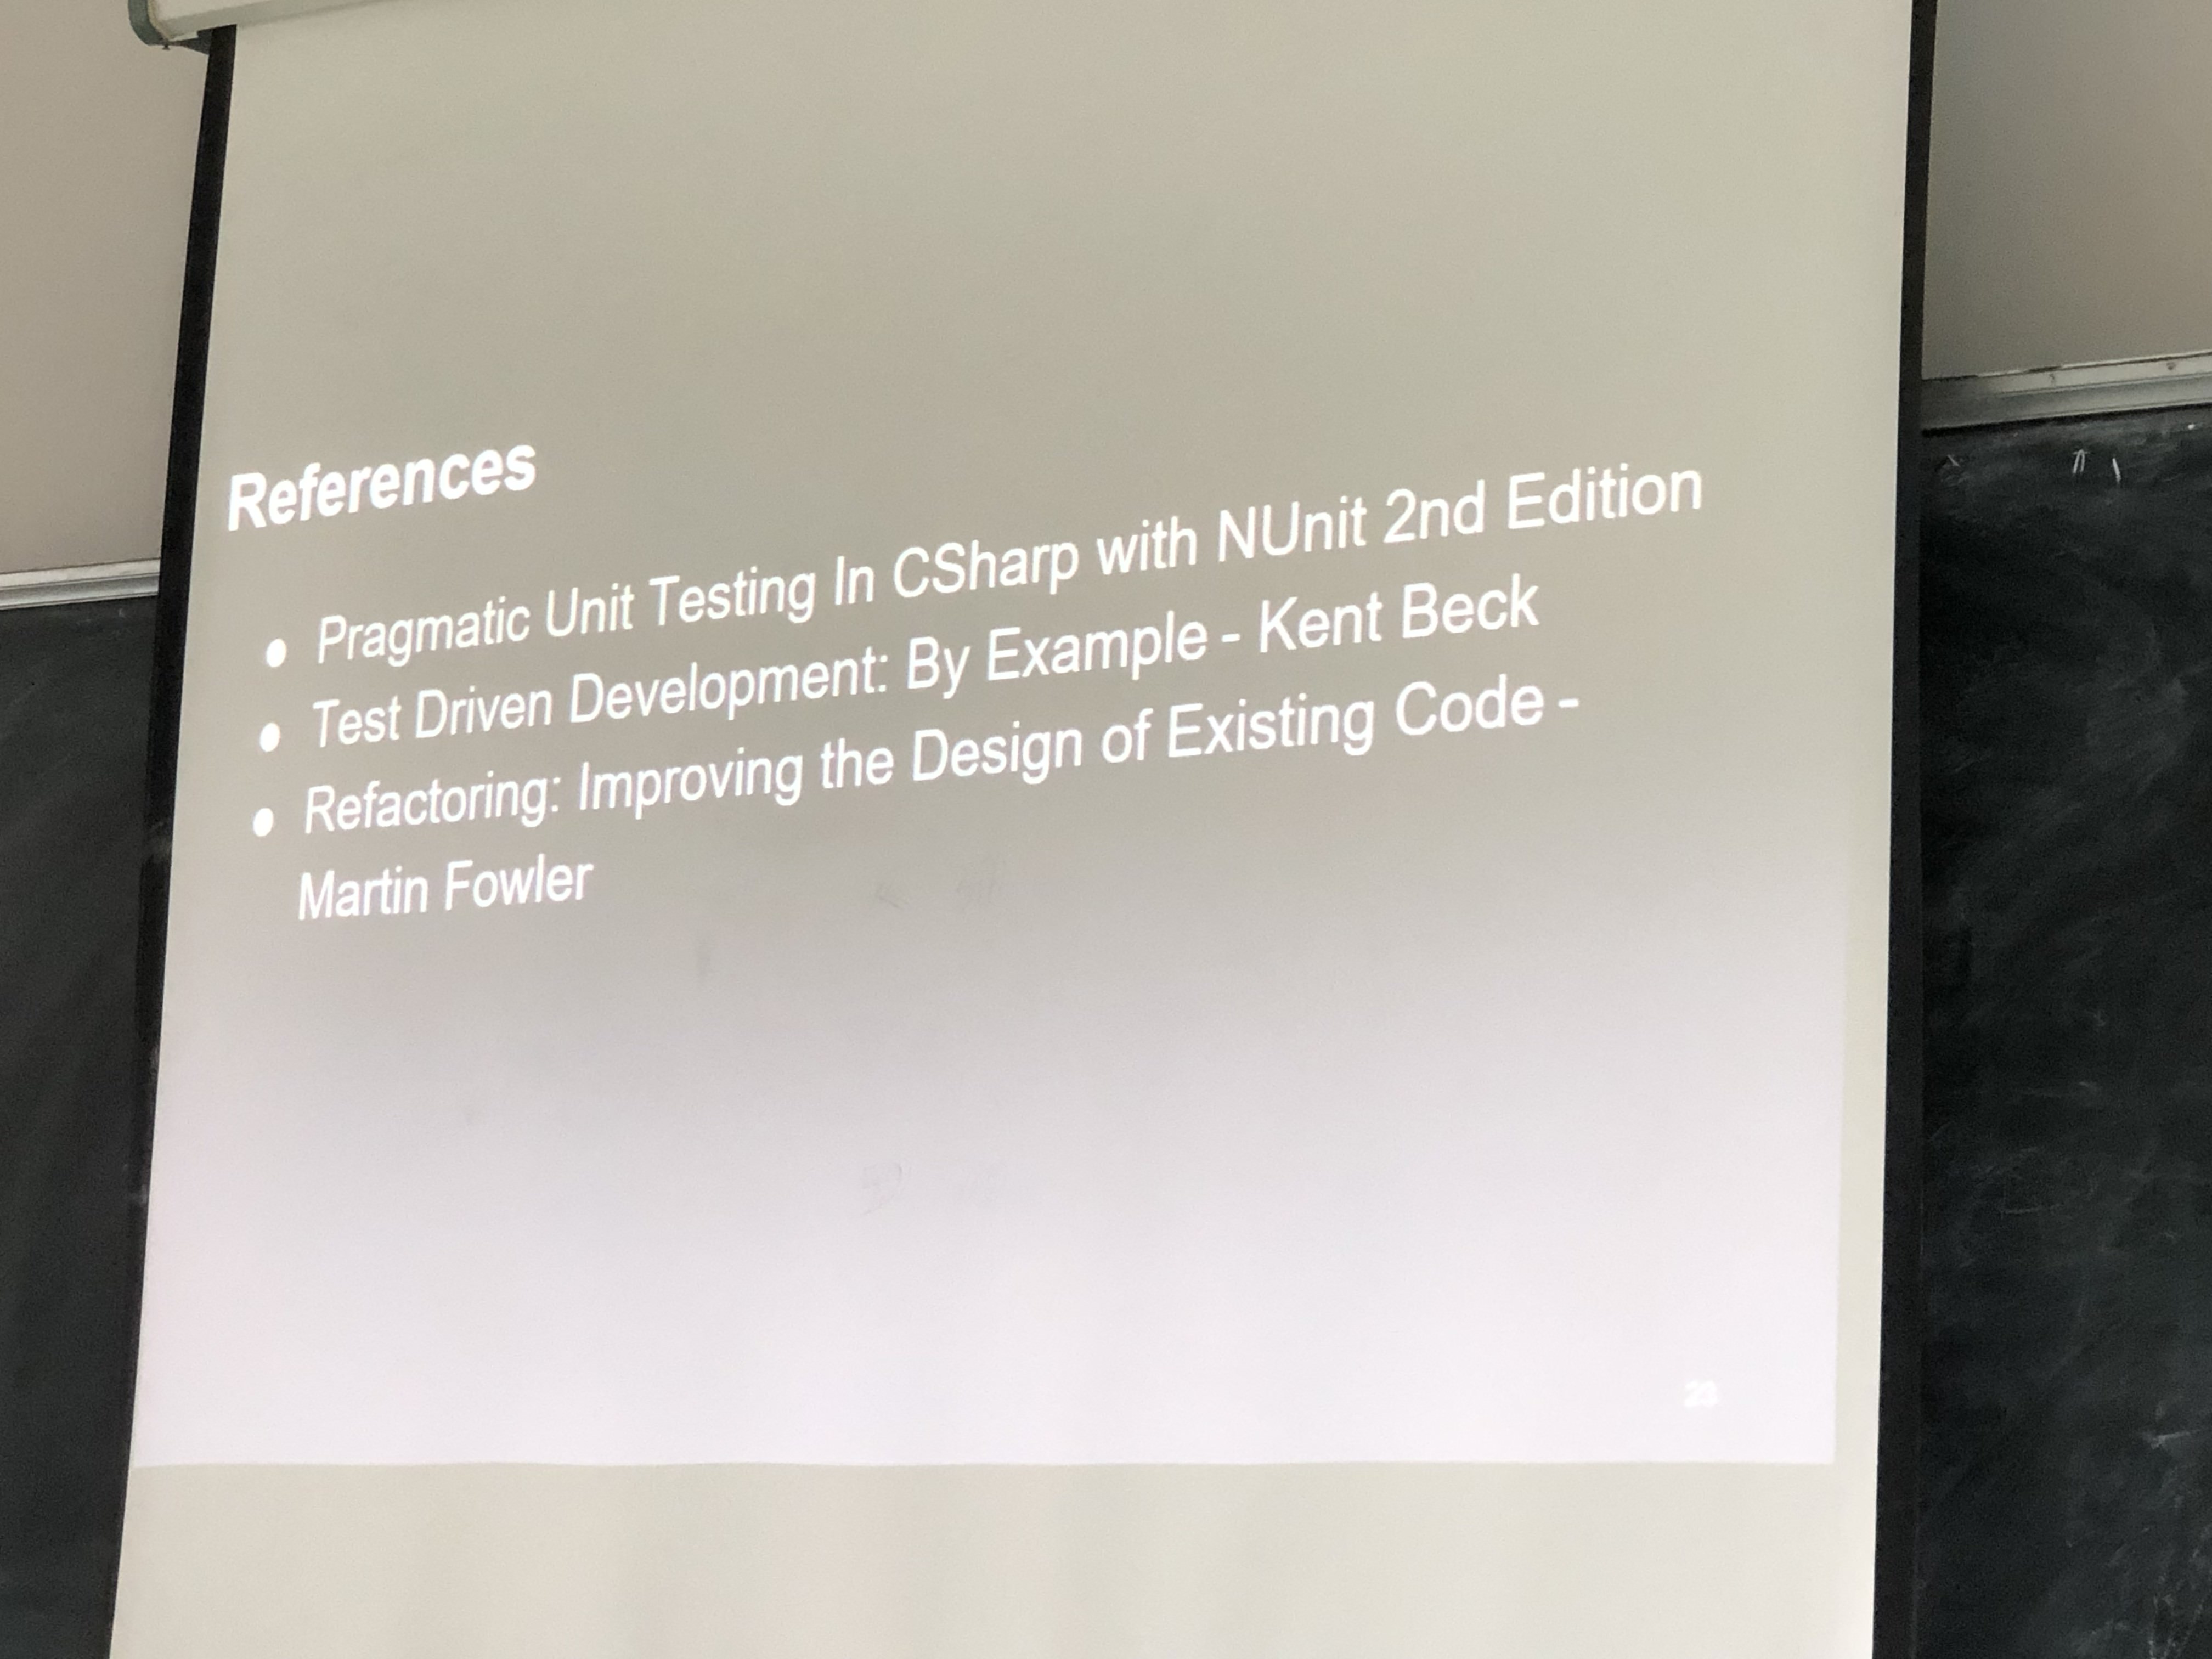 References
● Pragmatic Unit Testing In CSharp with NUnit 2nd Edition
● Test Driven Development: By Example - Kent Beck
● Refactoring: Improving the Design of Existing Code -
Martin Fowler
23